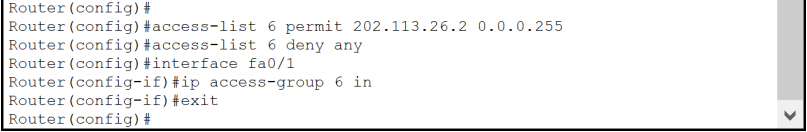 Router(config)#
Router(config)#access-list 6 permit 202.113.26.2 0.0.0.255
Router(config)#access-list 6 deny any
Router(config)#interface fa0/1
Router(config-if)#ip access-group 6 in
Router(config-if)#exit
Router(config)#